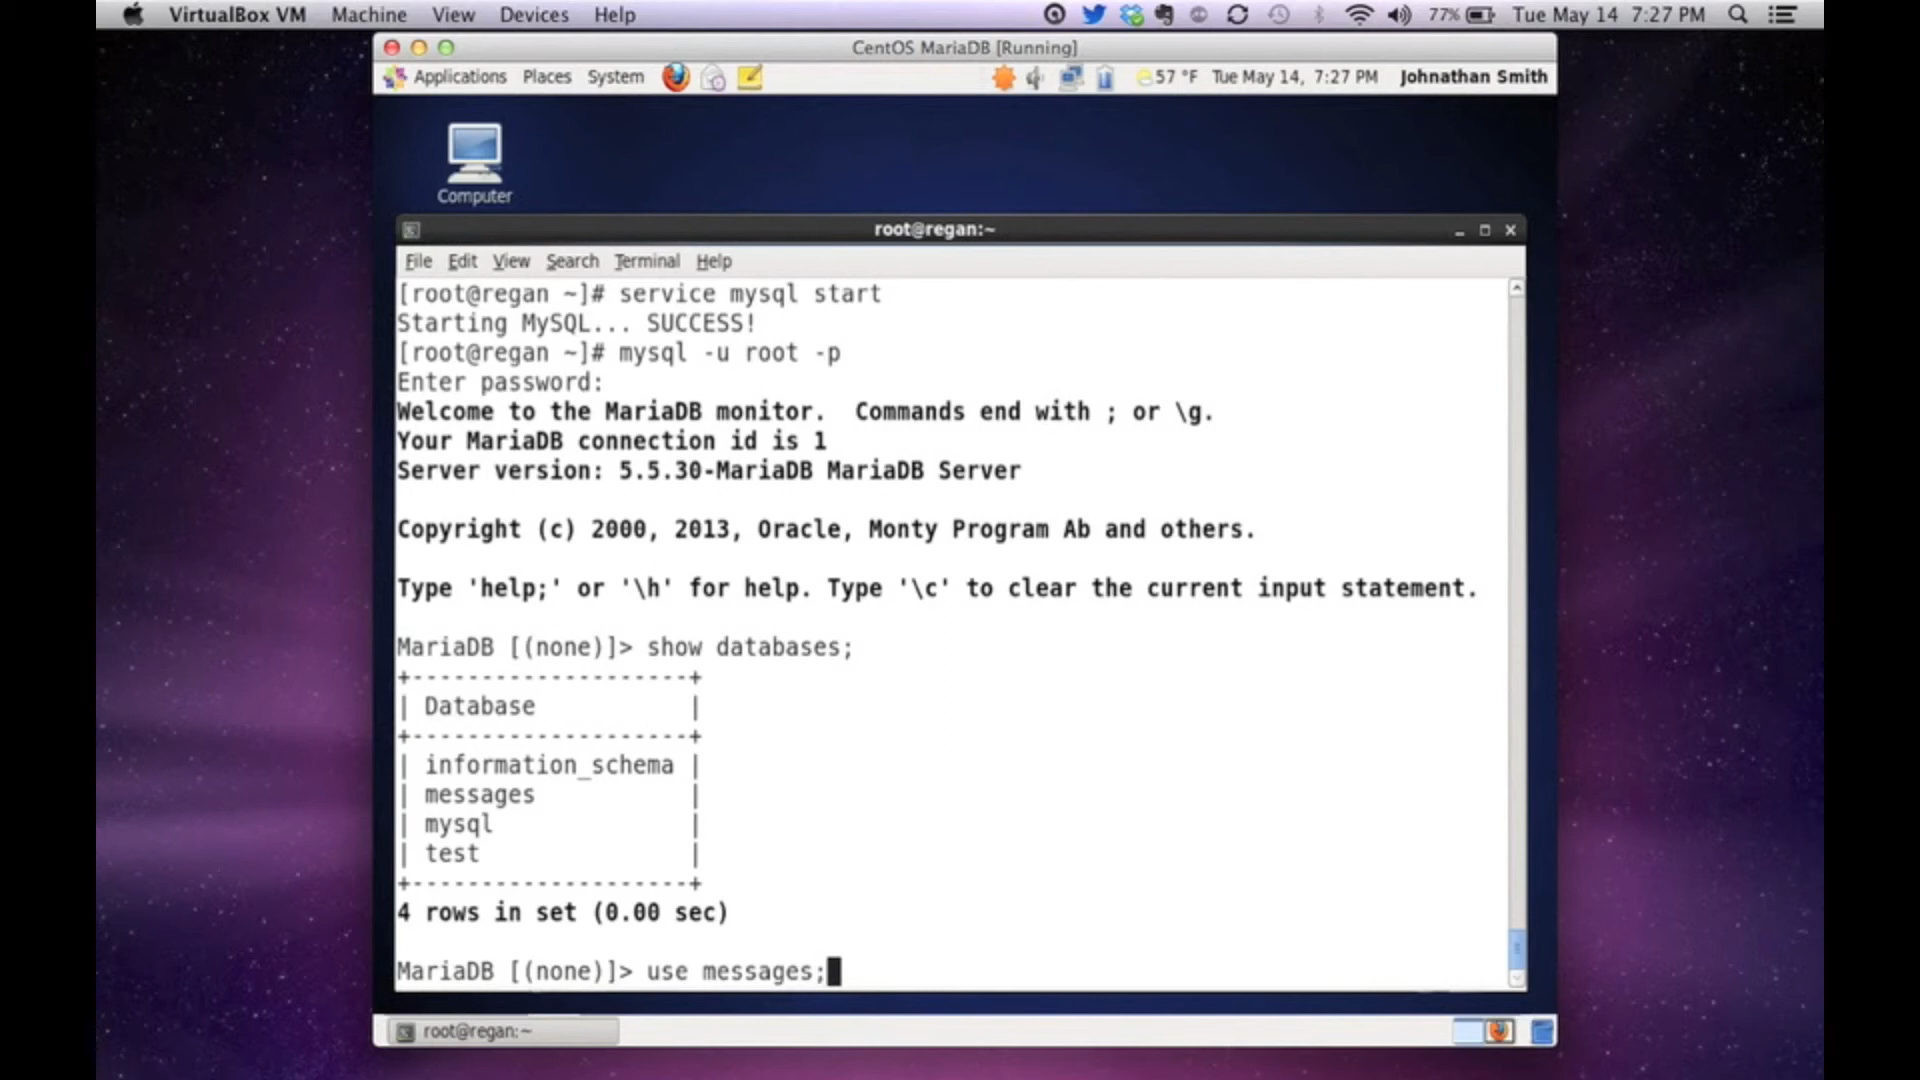 VirtualBox VM Machine View Devices Help 77% Tue May 14 7:27 PM
CentOS MariaDB [Running]
Applications Places System 57 °F Tue May 14, 7:27 PM Johnathan Smith
Computer
root@regan:~
File Edit View Search Terminal Help
[root@regan ~]# service mysql start
Starting MySQL... SUCCESS!
[root@regan ~]# mysql -u root -p
Enter password:
Welcome to the MariaDB monitor.  Commands end with ; or \g.
Your MariaDB connection id is 1
Server version: 5.5.30-MariaDB MariaDB Server
Copyright (c) 2000, 2013, Oracle, Monty Program Ab and others.
Type 'help;' or '\h' for help. Type '\c' to clear the current input statement.
MariaDB [(none)]> show databases;
+--------------------+
| Database           |
+--------------------+
| information_schema |
| messages           |
| mysql              |
| test               |
+--------------------+
4 rows in set (0.00 sec)
MariaDB [(none)]> use messages;
root@regan:~